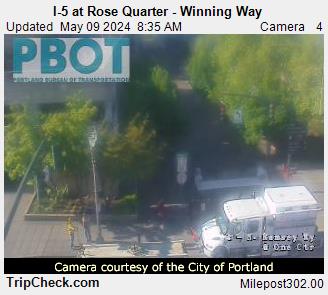 I-5 at Rose Quarter - Winning Way
Updated May 09 2024 8:35 AM Camera 4
PBOT
PORTLAND BUREAU OF TRANSPORTATION
Camera courtesy of the City of Portland
TripCheck.com Milepost302.00